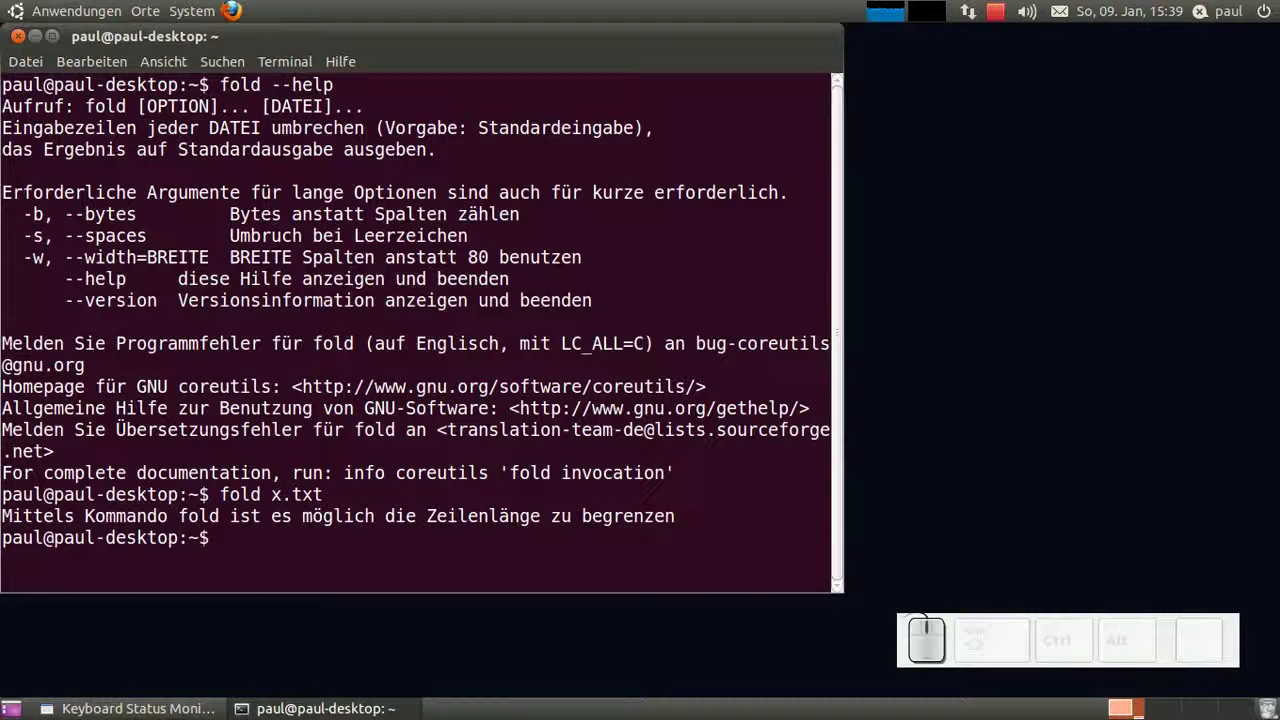 Anwendungen Orte System So, 09. Jan, 15:39 paul
paul@paul-desktop: ~
Datei Bearbeiten Ansicht Suchen Terminal Hilfe
paul@paul-desktop:~$ fold --help
Aufruf: fold [OPTION]... [DATEI]...
Eingabezeilen jeder DATEI umbrechen (Vorgabe: Standardeingabe),
das Ergebnis auf Standardausgabe ausgeben.
Erforderliche Argumente für lange Optionen sind auch für kurze erforderlich.
-b, --bytes Bytes anstatt Spalten zählen
-s, --spaces Umbruch bei Leerzeichen
-w, --width=BREITE BREITE Spalten anstatt 80 benutzen
--help diese Hilfe anzeigen und beenden
--version Versionsinformation anzeigen und beenden
Melden Sie Programmfehler für fold (auf Englisch, mit LC_ALL=C) an bug-coreutils
@gnu.org
Homepage für GNU coreutils: <http://www.gnu.org/software/coreutils/>
Allgemeine Hilfe zur Benutzung von GNU-Software: <http://www.gnu.org/gethelp/>
Melden Sie Übersetzungsfehler für fold an <translation-team-de@lists.sourceforge
.net>
For complete documentation, run: info coreutils 'fold invocation'
paul@paul-desktop:~$ fold x.txt
Mittels Kommando fold ist es möglich die Zeilenlänge zu begrenzen
paul@paul-desktop:~$
Ctrl Alt
Keyboard Status Moni... paul@paul-desktop: ~